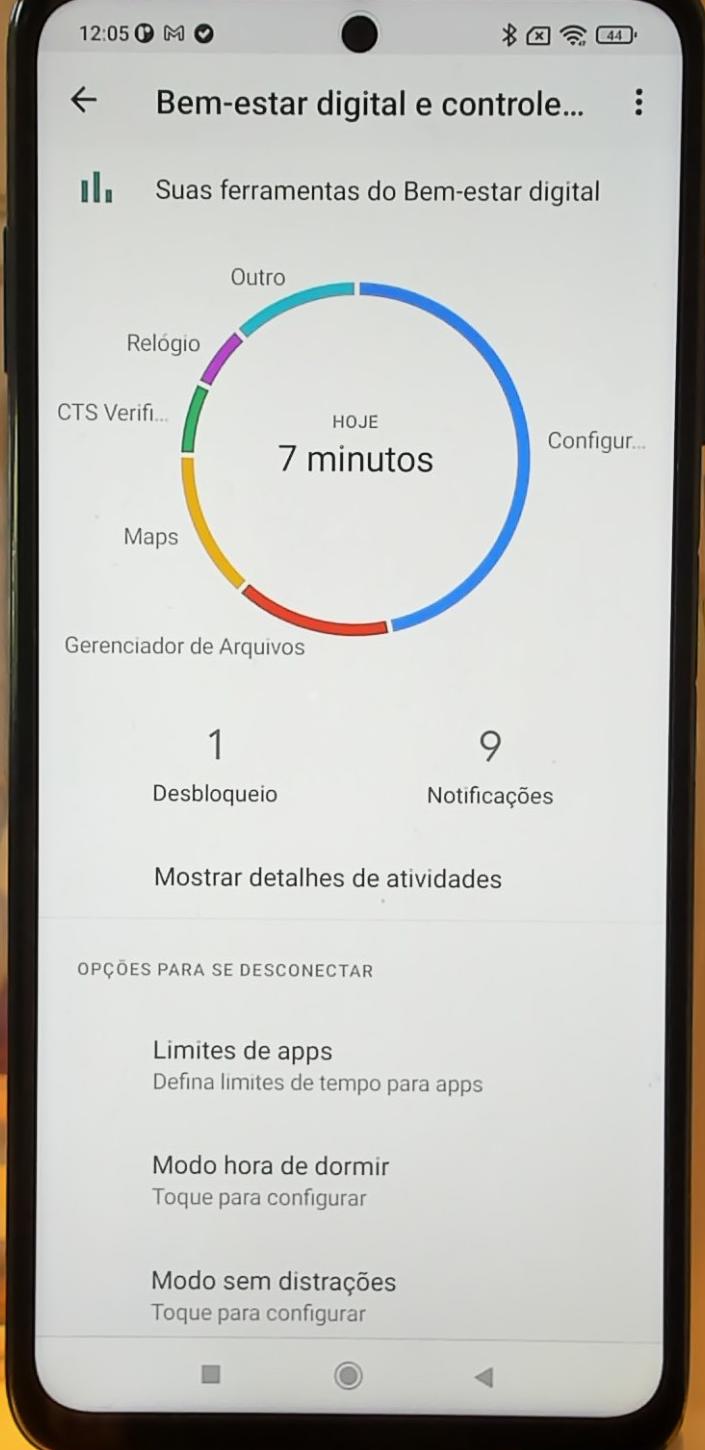 12:05
44
Bem-estar digital e controle...
Suas ferramentas do Bem-estar digital
Outro
Relógio
CTS Verifi...
HOJE
7 minutos
Configur...
Maps
Gerenciador de Arquivos
1
9
Desbloqueio
Notificações
Mostrar detalhes de atividades
OPÇÕES PARA SE DESCONECTAR
Limites de apps
Defina limites de tempo para apps
Modo hora de dormir
Toque para configurar
Modo sem distrações
Toque para configurar